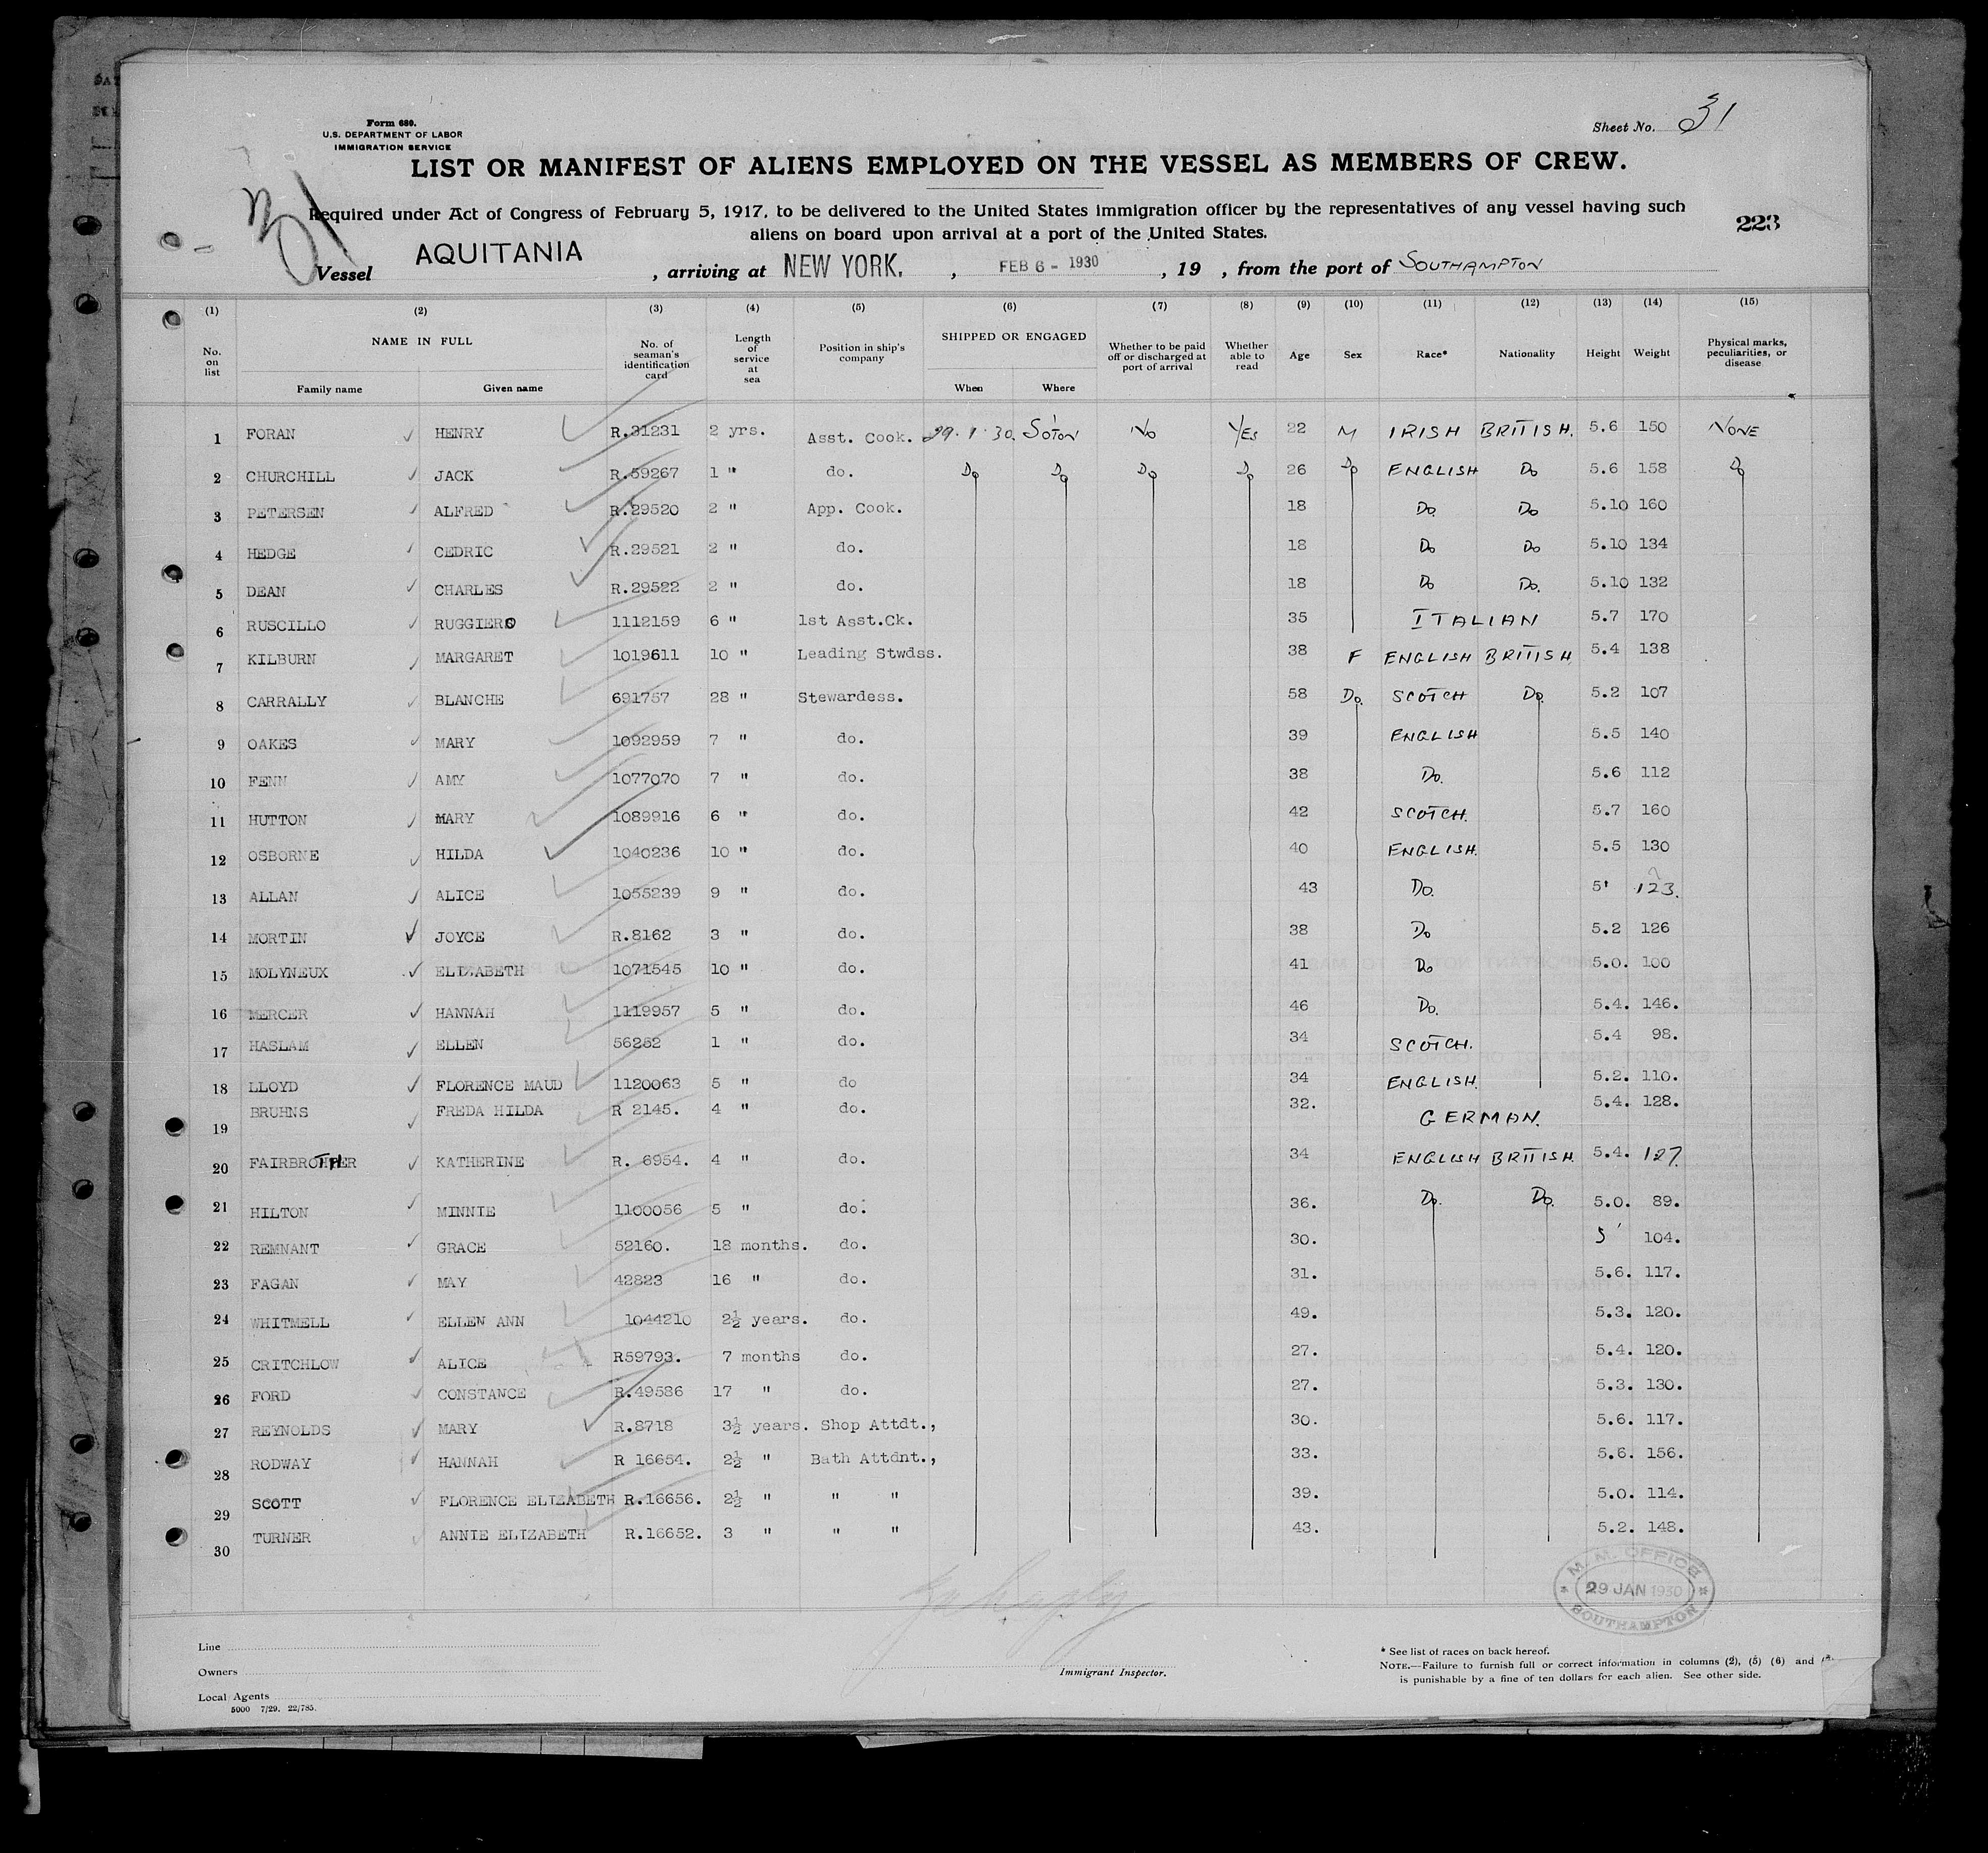 Form 680.
U.S. DEPARTMENT OF LABOR
IMMIGRATION SERVICE
Sheet No. 31
LIST OR MANIFEST OF ALIENS EMPLOYED ON THE VESSEL AS MEMBERS OF CREW.
31
Required under Act of Congress of February 5, 1917, to be delivered to the United States immigration officer by the representatives of any vessel having such
aliens on board upon arrival at a port of the United States.
223
Vessel AQUITANIA, arriving at NEW YORK., FEB 6 - 1930, 19 , from the port of SOUTHAMPTON
(1) (2) (3) (4) (5) (6) (7) (8) (9) (10) (11) (12) (13) (14) (15)
No. on list NAME IN FULL Family name Given name No. of seaman's identification card Length of service at sea Position in ship's company SHIPPED OR ENGAGED When Where Whether to be paid off or discharged at port of arrival Whether able to read Age Sex Race* Nationality Height Weight Physical marks, peculiarities, or disease
1 FORAN HENRY R.31231 2 yrs. Asst. Cook. 29.1.30. SOTON No YES 22 M IRISH BRITISH. 5.6 150 NONE
2 CHURCHILL JACK R.59267 1 " do. Do Do Do Do 26 Do ENGLISH Do 5.6 158 Do
3 PETERSEN ALFRED R.29520 2 " App. Cook. 18 Do. Do 5.10 160
4 HEDGE CEDRIC R.29521 2 " do. 18 Do Do 5.10 134
5 DEAN CHARLES R.29522 2 " do. 18 Do Do. 5.10 132
6 RUSCILLO RUGGIERO 1112159 6 " 1st Asst.Ck. 35 ITALIAN 5.7 170
7 KILBURN MARGARET 1019611 10 " Leading Stwdss. 38 F ENGLISH BRITISH 5.4 138
8 CARRALLY BLANCHE 691757 28 " Stewardess. 58 Do. SCOTCH Do. 5.2 107
9 OAKES MARY 1092959 7 " do. 39 ENGLISH 5.5 140
10 FENN AMY 1077070 7 " do. 38 Do. 5.6 112
11 HUTTON MARY 1089916 6 " do. 42 SCOTCH. 5.7 160
12 OSBORNE HILDA 1040236 10 " do. 40 ENGLISH. 5.5 130
13 ALLAN ALICE 1055239 9 " do. 43 Do. 5' 123.
14 MORTIN JOYCE R.8162 3 " do. 38 Do 5.2 126
15 MOLYNEUX ELIZABETH 1071545 10 " do. 41 Do 5.0. 100
16 MERCER HANNAH 1119957 5 " do. 46 Do. 5.4. 146.
17 HASLAM ELLEN 56252 1 " do. 34 SCOTCH. 5.4 98.
18 LLOYD FLORENCE MAUD 1120063 5 " do 34 ENGLISH. 5.2. 110.
19 BRUHNS FREDA HILDA R 2145. 4 " do. 32. GERMAN. 5.4. 128.
20 FAIRBROTHER KATHERINE R. 6954. 4 " do. 34 ENGLISH BRITISH. 5.4. 127.
21 HILTON MINNIE 1100056 5 " do. 36. Do. Do. 5.0. 89.
22 REMNANT GRACE 52160. 18 months. do. 30. 5' 104.
23 FAGAN MAY 42823 16 " do. 31. 5.6. 117.
24 WHITMELL ELLEN ANN 1044210 2½ years. do. 49. 5.3. 120.
25 CRITCHLOW ALICE R59793. 7 months do. 27. 5.4. 120.
26 FORD CONSTANCE R.49586 17 " do. 27. 5.3. 130.
27 REYNOLDS MARY R.8718 3½ years. Shop Attdt., 30. 5.6. 117.
28 RODWAY HANNAH R 16654. 2½ " Bath Attdnt., 33. 5.6. 156.
29 SCOTT FLORENCE ELIZABETH R.16656. 2½ " " " 39. 5.0. 114.
30 TURNER ANNIE ELIZABETH R.16652. 3 " " " 43. 5.2. 148.
M.M. OFFICE
29 JAN 1930
SOUTHAMPTON
Line
Owners
Local Agents
5000 7/29. 22/785.
Immigrant Inspector.
* See list of races on back hereof.
NOTE.—Failure to furnish full or correct information in columns (2), (5) (6) and
is punishable by a fine of ten dollars for each alien. See other side.